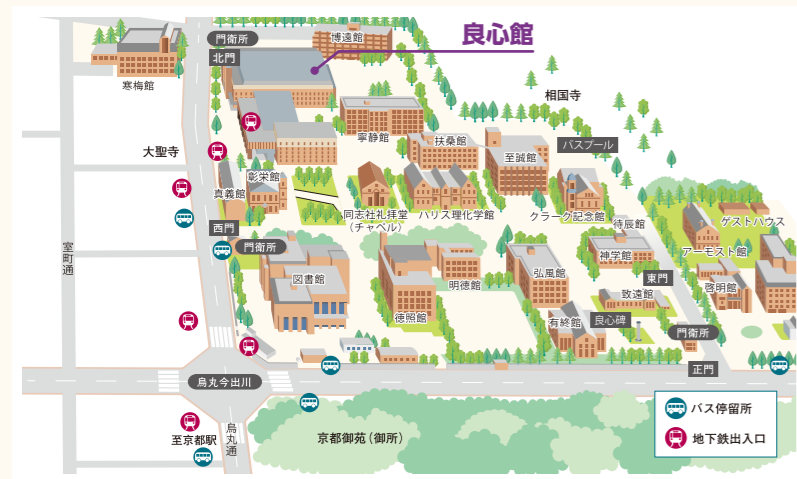 良心館
博遠館
門衛所
北門
寒梅館
相国寺
寧静館
扶桑館
至誠館
バスプール
大聖寺
彰栄館
真義館
同志社礼拝堂
(チャペル)
ハリス理化学館
クラーク記念館
待辰館
ゲストハウス
アーモスト館
西門
門衛所
室町通
図書館
明徳館
弘風館
神学館
東門
啓明館
致遠館
徳照館
有終館
良心碑
門衛所
正門
烏丸今出川
烏丸通
至京都駅
京都御苑(御所)
バス停留所
地下鉄出入口